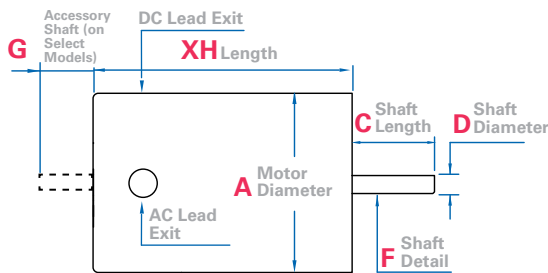 G
Accessory
Shaft (on
Select
Models)
DC Lead Exit
XH Length
C Shaft
Length
D Shaft
Diameter
A Motor
Diameter
AC Lead
Exit
F Shaft
Detail